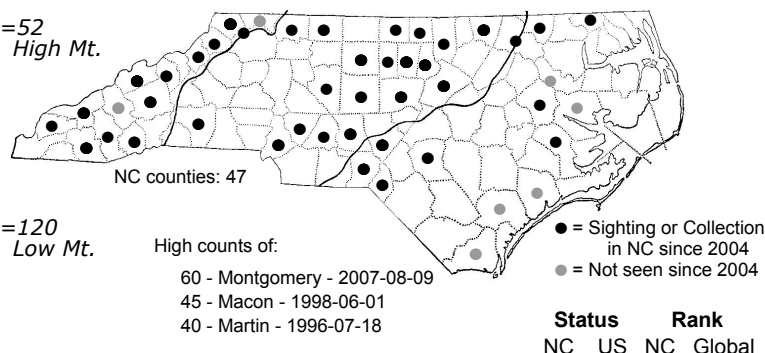 =52
High Mt.
NC counties: 47
=120
Low Mt.
High counts of:
60 - Montgomery - 2007-08-09
45 - Macon - 1998-06-01
40 - Martin - 1996-07-18
= Sighting or Collection
in NC since 2004
= Not seen since 2004
Status Rank
NC US NC Global